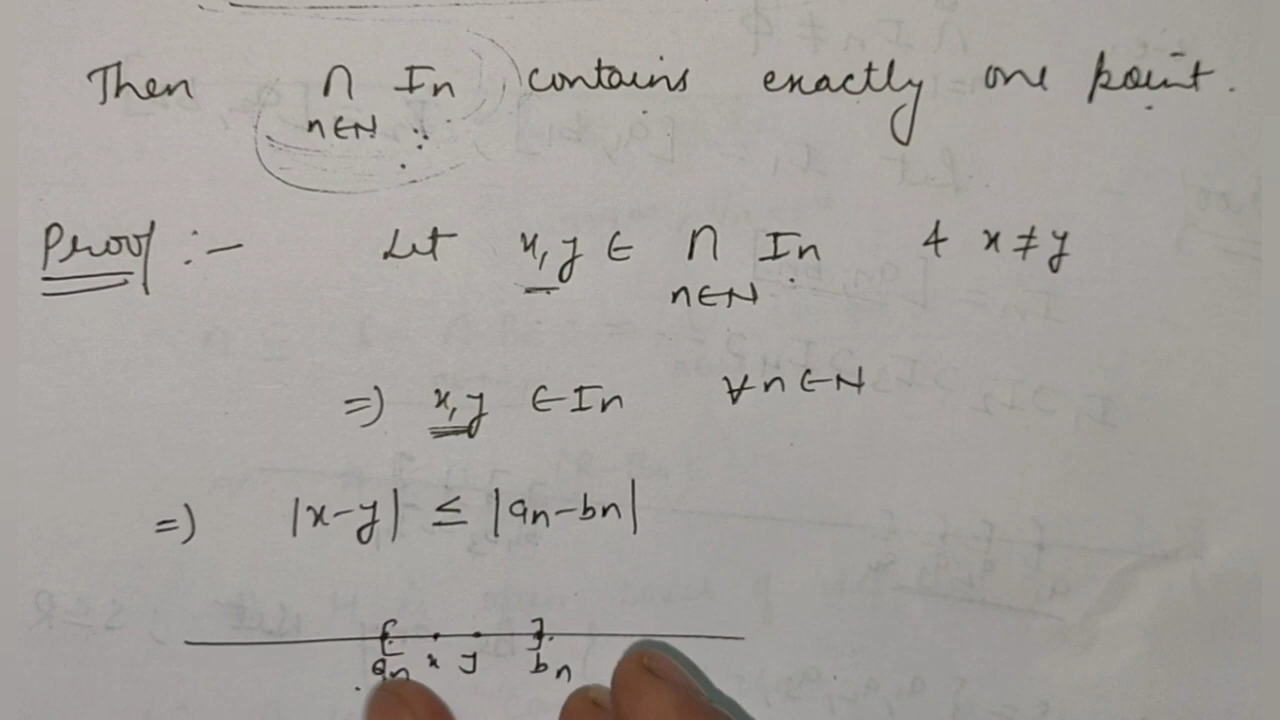 Then ∩ In contains exactly one point.
n∈N
Proof :- Let x, y ∈ ∩ In & x ≠ y
n∈N
=) x, y ∈ In ∀ n ∈ N
=) |x-y| ≤ |an-bn|
[ ]
an x y bn